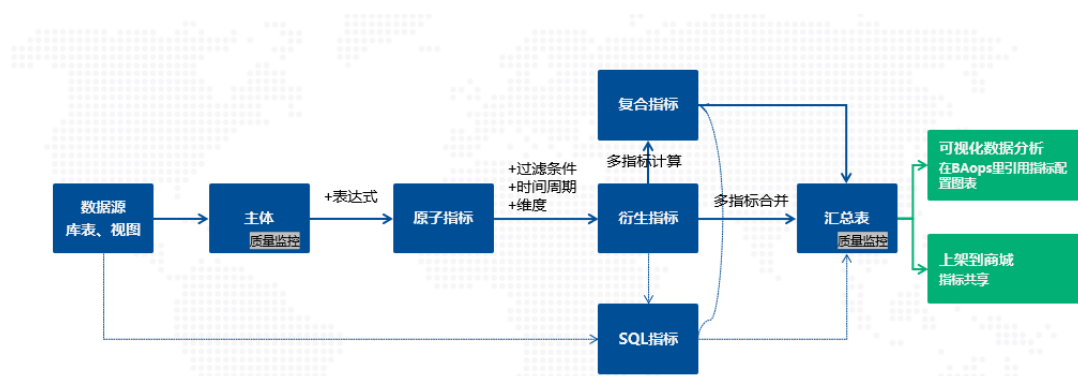 复合指标
多指标计算
可视化数据分析
在BAops里引用指标配
置图表
+过滤条件
+时间周期
+维度
+表达式
数据源
库表、视图
主体
质量监控
原子指标
衍生指标
多指标合并
汇总表
质量监控
上架到商城
指标共享
SQL指标